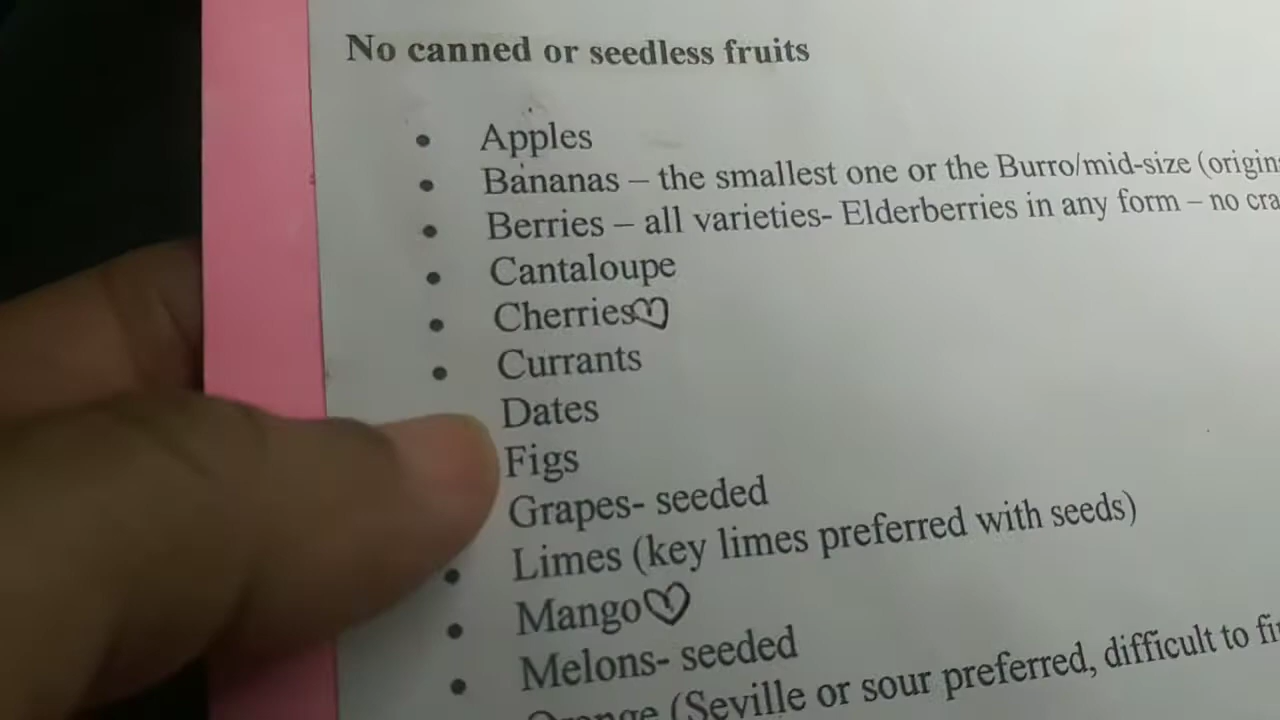 No canned or seedless fruits
Apples
Bananas – the smallest one or the Burro/mid-size
Berries – all varieties- Elderberries in any form – no
Cantaloupe
Cherries
Currants
Dates
Figs
Grapes- seeded
Limes (key limes preferred with seeds)
Mango
Melons- seeded
Orange (Seville or sour preferred, difficult to